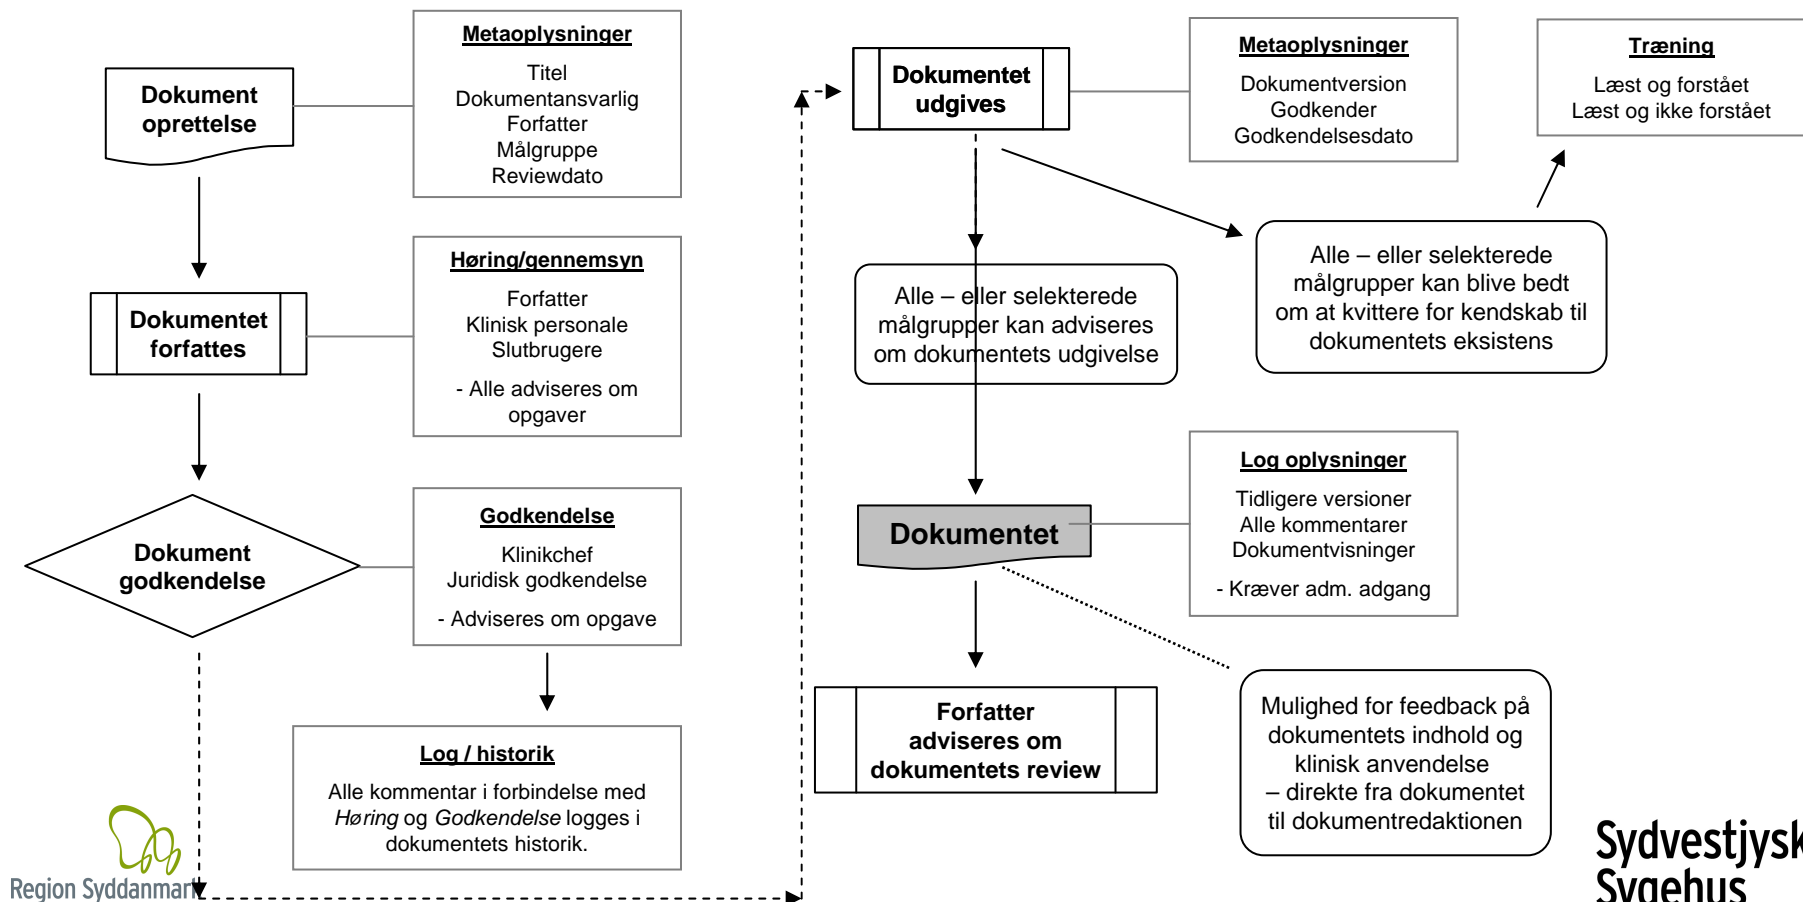 Dokument
oprettelse
Metaoplysninger
Titel
Dokumentansvarlig
Forfatter
Målgruppe
Reviewdato
Dokumentet
forfattes
Høring/gennemsyn
Forfatter
Klinisk personale
Slutbrugere
- Alle adviseres om
opgaver
Dokument
godkendelse
Godkendelse
Klinikchef
Juridisk godkendelse
- Adviseres om opgave
Log / historik
Alle kommentar i forbindelse med
Høring og Godkendelse logges i
dokumentets historik.
Region Syddanmark
Dokumentet
udgives
Metaoplysninger
Dokumentversion
Godkender
Godkendelsesdato
Træning
Læst og forstået
Læst og ikke forstået
Alle – eller selekterede
målgrupper kan adviseres
om dokumentets udgivelse
Alle – eller selekterede
målgrupper kan blive bedt
om at kvittere for kendskab til
dokumentets eksistens
Dokumentet
Log oplysninger
Tidligere versioner
Alle kommentarer
Dokumentvisninger
- Kræver adm. adgang
Forfatter
adviseres om
dokumentets review
Mulighed for feedback på
dokumentets indhold og
klinisk anvendelse
– direkte fra dokumentet
til dokumentredaktionen
Sydvestjysk
Sygehus